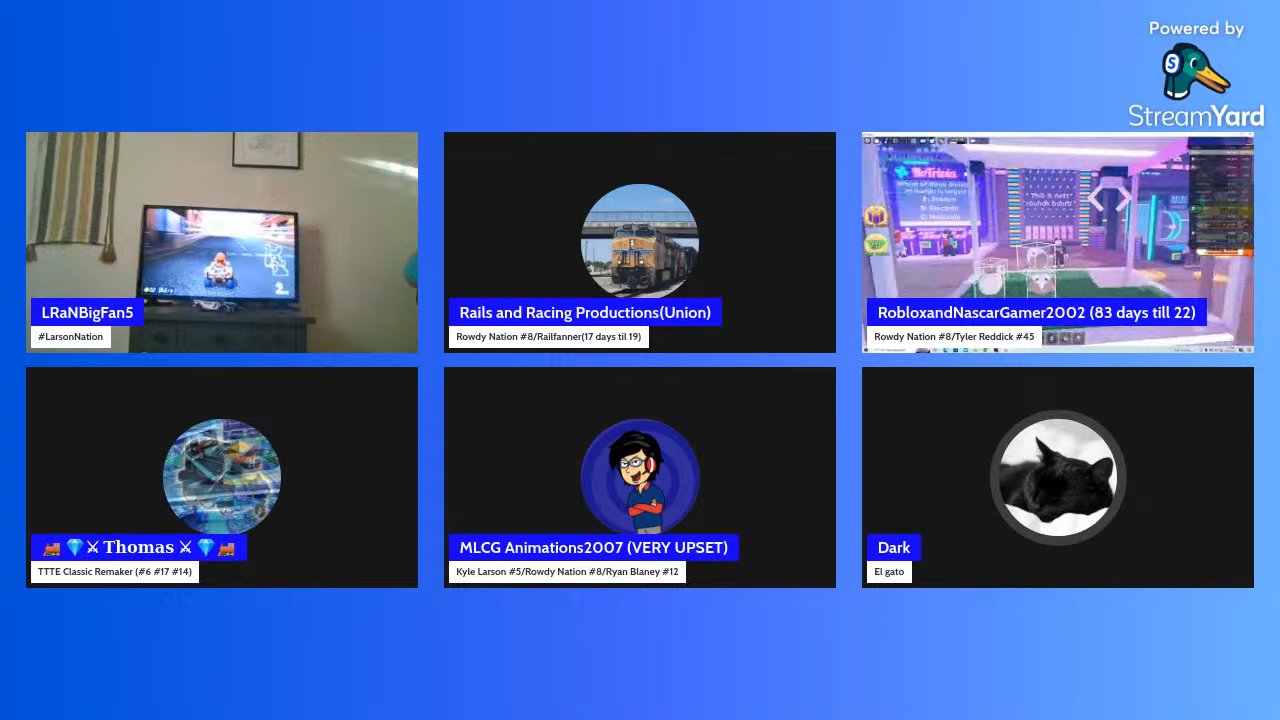 Powered by
StreamYard
LRaNBigFan5
#LarsonNation
Rails and Racing Productions(Union)
Rowdy Nation #8/Railfanner(17 days til 19)
RoTrivia
RobloxandNascarGamer2002 (83 days till 22)
Rowdy Nation #8/Tyler Reddick #45
🚂 💎⚔ Thomas ⚔ 💎🚂
TTTE Classic Remaker (#6 #17 #14)
MLCG Animations2007 (VERY UPSET)
Kyle Larson #5/Rowdy Nation #8/Ryan Blaney #12
Dark
El gato